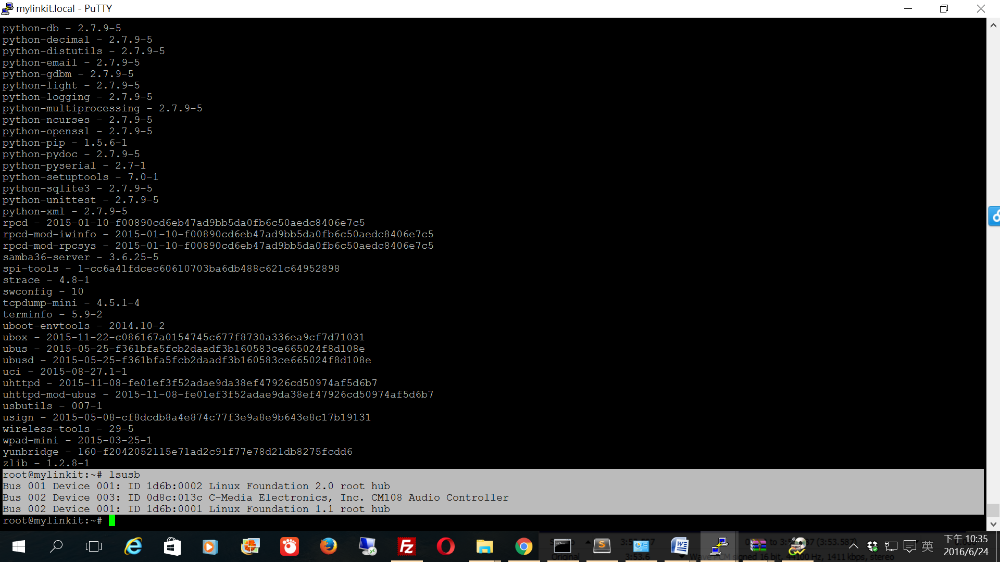 mylinkit.local - PuTTY
python-db - 2.7.9-5
python-decimal - 2.7.9-5
python-distutils - 2.7.9-5
python-email - 2.7.9-5
python-gdbm - 2.7.9-5
python-light - 2.7.9-5
python-logging - 2.7.9-5
python-multiprocessing - 2.7.9-5
python-ncurses - 2.7.9-5
python-openssl - 2.7.9-5
python-pip - 1.5.6-1
python-pydoc - 2.7.9-5
python-pyserial - 2.7-1
python-setuptools - 7.0-1
python-sqlite3 - 2.7.9-5
python-unittest - 2.7.9-5
python-xml - 2.7.9-5
rpcd - 2015-01-10-f00890cd6eb47ad9bb5da0fb6c50aedc8406e7c5
rpcd-mod-iwinfo - 2015-01-10-f00890cd6eb47ad9bb5da0fb6c50aedc8406e7c5
rpcd-mod-rpcsys - 2015-01-10-f00890cd6eb47ad9bb5da0fb6c50aedc8406e7c5
samba36-server - 3.6.25-5
spi-tools - 1-cc6a41fdcec60610703ba6db488c621c64952898
strace - 4.8-1
swconfig - 10
tcpdump-mini - 4.5.1-4
terminfo - 5.9-2
uboot-envtools - 2014.10-2
ubox - 2015-11-22-c086167a0154745c677f8730a336ea9cf7d71031
ubus - 2015-05-25-f361bfa5fcb2daadf3b160583ce665024f8d108e
ubusd - 2015-05-25-f361bfa5fcb2daadf3b160583ce665024f8d108e
uci - 2015-08-27.1-1
uhttpd - 2015-11-08-fe01ef3f52adae9da38ef47926cd50974af5d6b7
uhttpd-mod-ubus - 2015-11-08-fe01ef3f52adae9da38ef47926cd50974af5d6b7
usbutils - 007-1
usign - 2015-05-08-cf8dcdb8a4e874c77f3e9a8e9b643e8c17b19131
wireless-tools - 29-5
wpad-mini - 2015-03-25-1
yunbridge - 160-f2042052115e71ad2c91f77e78d21db8275fcdd6
zlib - 1.2.8-1
root@mylinkit:~# lsusb
Bus 001 Device 001: ID 1d6b:0002 Linux Foundation 2.0 root hub
Bus 002 Device 003: ID 0d8c:013c C-Media Electronics, Inc. CM108 Audio Controller
Bus 002 Device 001: ID 1d6b:0001 Linux Foundation 1.1 root hub
root@mylinkit:~#
英
下午 10:35
2016/6/24